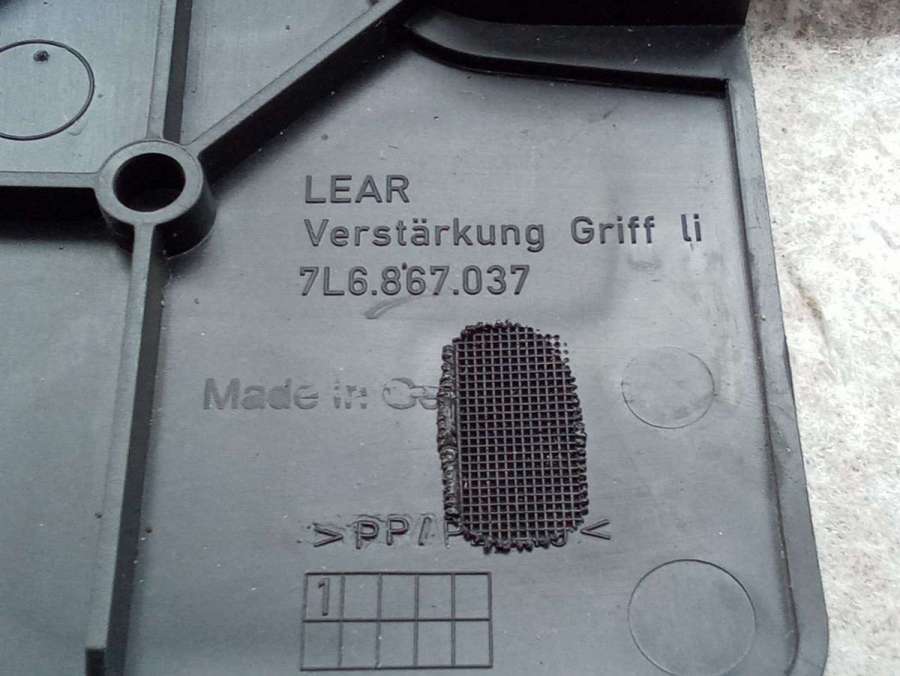 LEAR
Verstärkung Griff li
7L6.867.037
Made in
>PP/
1